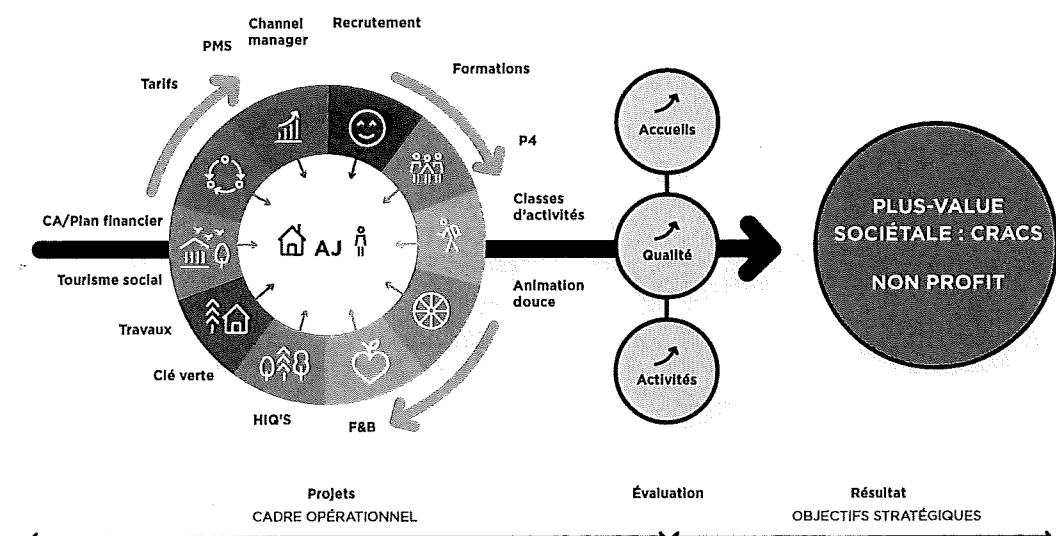 Channel
manager
Recrutement
PMS
Tarifs
Formations
P4
Classes
d'activités
Animation
douce
CA/Plan financier
Tourisme social
Travaux
Clé verte
HIQ'S
F&B
AJ
Accueils
Qualité
Activités
PLUS-VALUE
SOCIÉTALE : CRACS
NON PROFIT
Projets
CADRE OPÉRATIONNEL
Évaluation
Résultat
OBJECTIFS STRATÉGIQUES